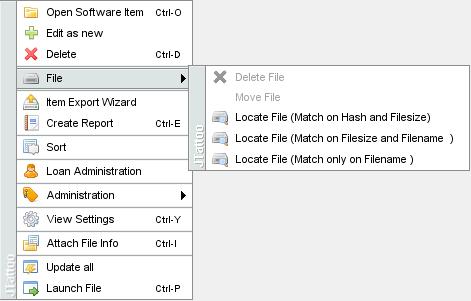 Open Software Item Ctrl-O
Edit as new
Delete Ctrl-D
File
Item Export Wizard
Create Report Ctrl-E
Sort
Loan Administration
Administration
View Settings Ctrl-Y
Attach File Info Ctrl-I
Update all
Launch File Ctrl-P
JTattoo
Delete File
Move File
Locate File (Match on Hash and Filesize)
Locate File (Match on Filesize and Filename )
Locate File (Match only on Filename )
JTattoo